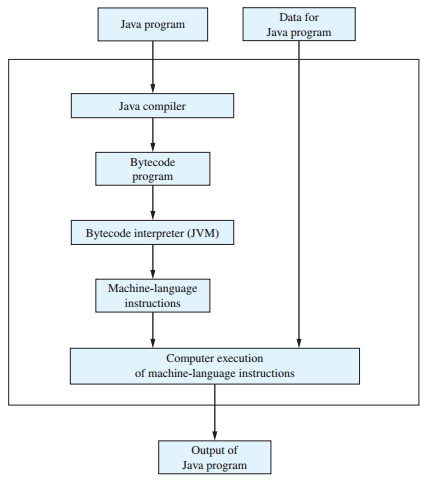 Java program
Data for
Java program
Java compiler
Bytecode
program
Bytecode interpreter (JVM)
Machine-language
instructions
Computer execution
of machine-language instructions
Output of
Java program